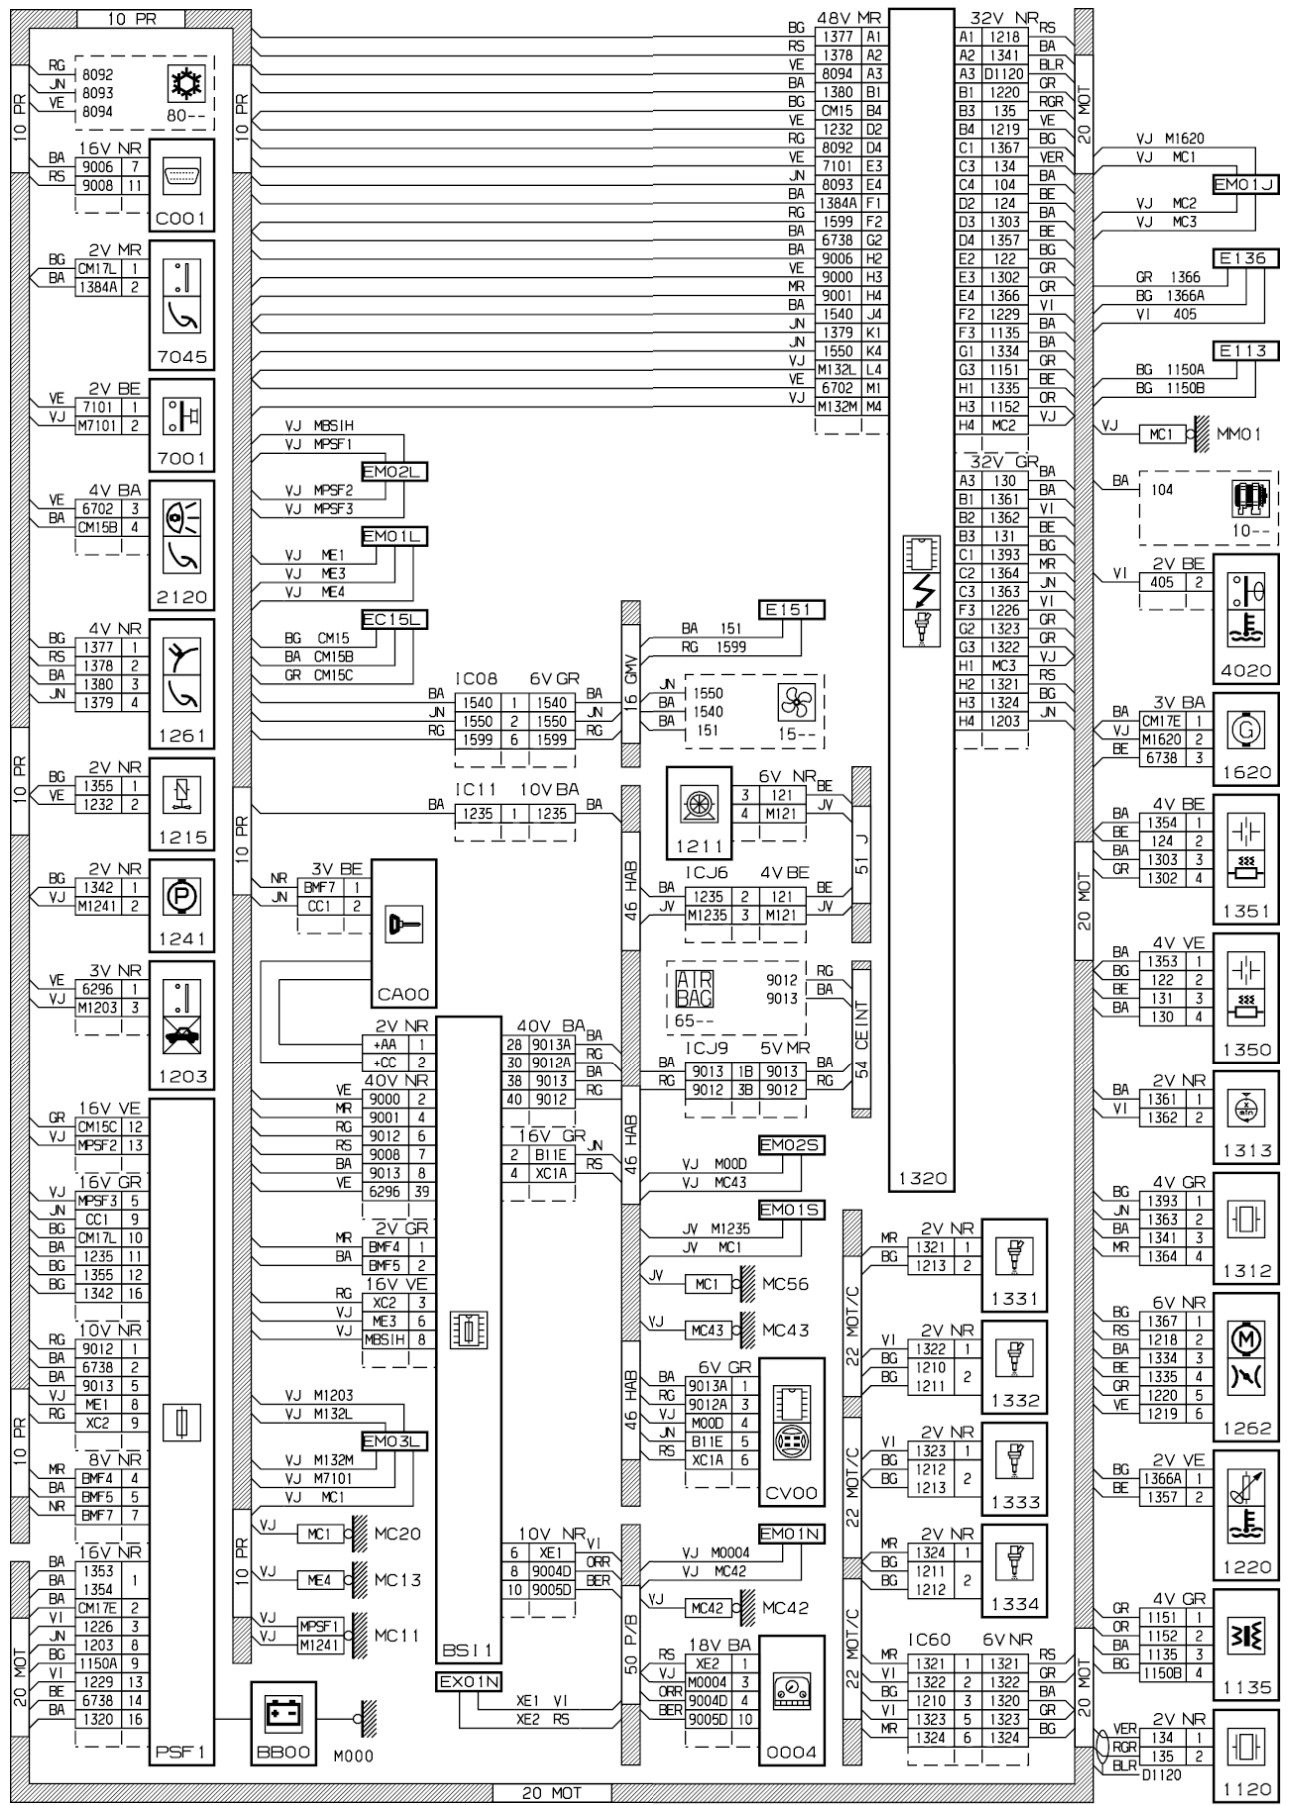 10 PR
10 PR
10 PR
RG 8092
JN 8093
VE 8094
80--
16V NR
BA 9006 7
RS 9008 11
C001
2V MR
BG CM17L 1
BA 1384A 2
7045
2V BE
VE 7101 1
VJ M7101 2
7001
4V BA
VE 6702 3
BA CM15B 4
2120
4V NR
BG 1377 1
RS 1378 2
BA 1380 3
JN 1379 4
1261
10 PR
2V NR
BG 1355 1
VE 1232 2
1215
2V NR
BG 1342 1
VJ M1241 2
1241
3V NR
VE 6296 1
VJ M1203 3
1203
16V VE
GR CM15C 12
VJ MPSF2 13
16V GR
VJ MPSF3 5
JN CC1 9
BG CM17L 10
BA 1235 11
BG 1355 12
BG 1342 16
10V NR
RG 9012 1
BA 6738 2
BA 9013 5
VJ ME1 8
RG XC2 9
10 PR
8V NR
MR BMF4 4
BA BMF5 5
NR BMF7 7
16V NR
BA 1353 1
BA 1354
BA CM17E 2
VI 1226 3
JN 1203 8
BG 1150A 9
VI 1229 13
BE 6738 14
BA 1320 16
20 MOT
PSF1
48V MR
BG 1377 A1
RS 1378 A2
VE 8094 A3
BA 1380 B1
BG CM15 B4
VE 1232 D2
RG 8092 D4
VE 7101 E3
JN 8093 E4
BA 1384A F1
RG 1599 F2
BA 6738 G2
BA 9006 H2
VE 9000 H3
MR 9001 H4
BA 1540 J4
JN 1379 K1
JN 1550 K4
VJ M132L L4
VE 6702 M1
VJ M132M M4
VJ MBSIH
VJ MPSF1
EM02L
VJ MPSF2
VJ MPSF3
EM01L
VJ ME1
VJ ME3
VJ ME4
EC15L
BG CM15
BA CM15B
GR CM15C
IC08 6V GR
BA 1540 1 1540 BA
JN 1550 2 1550 JN
RG 1599 6 1599 RG
16 GMV
E151
BA 151
RG 1599
JN 1550
BA 1540
BA 151
15--
10 PR
IC11 10V BA
BA 1235 1 1235 BA
46 HAB
3V BE
NR BMF7 1
JN CC1 2
CA00
6V NR
3 121 BE
4 M121 JV
1211
51 J
ICJ6 4V BE
BA 1235 2 121 BE
JV M1235 3 M121 JV
AIR
BAG
65--
9012 RG
9013 BA
54 CEINT
ICJ9 5V MR
BA 9013 1B 9013 BA
RG 9012 3B 9012 RG
2V NR
+AA 1
+CC 2
40V NR
VE 9000 2
MR 9001 4
RG 9012 6
RS 9008 7
BA 9013 8
VE 6296 39
2V GR
MR BMF4 1
BA BMF5 2
16V VE
RG XC2 3
VJ ME3 6
VJ MBSIH 8
40V BA
28 9013A BA
30 9012A RG
38 9013 BA
40 9012 RG
16V GR
2 B11E JN
4 XC1A RS
46 HAB
VJ M1203
VJ M132L
EM03L
VJ M132M
VJ M7101
VJ MC1
10 PR
VJ MC1 MC20
VJ ME4 MC13
VJ MPSF1
VJ M1241
MC11
10V NR
6 XE1 VI
8 9004D ORR
10 9005D BER
BSI1
EX01N
XE1 VI
XE2 RS
BB00
M000
EM02S
VJ M00D
VJ MC43
EM01S
JV M1235
JV MC1
JV MC1 MC56
VJ MC43 MC43
46 HAB
6V GR
BA 9013A 1
RG 9012A 3
VJ M00D 4
JN B11E 5
RS XC1A 6
CV00
EM01N
VJ M0004
VJ MC42
VJ MC42 MC42
50 P/B
18V BA
RS XE2 1
VJ M0004 3
ORR 9004D 4
BER 9005D 10
0004
1320
22 MOT/C
2V NR
MR 1321 1
BG 1213 2
1331
2V NR
VI 1322 1
BG 1210 2
BG 1211
1332
22 MOT/C
2V NR
VI 1323 1
BG 1212 2
BG 1213
1333
2V NR
MR 1324 1
BG 1211 2
BG 1212
1334
22 MOT/C
IC60 6V NR
MR 1321 1 1321 RS
VI 1322 2 1322 GR
BG 1210 3 1320 BA
VI 1323 5 1323 GR
MR 1324 6 1324 BG
32V NR
A1 1218 RS
A2 1341 BA
A3 D1120 BLR
B1 1220 GR
B3 135 RGR
B4 1219 VE
C1 1367 BG
C3 134 VER
C4 104 BA
D2 124 BE
D3 1303 BA
D4 1357 BE
E2 122 BG
E3 1302 GR
E4 1366 GR
F2 1229 VI
F3 1135 BA
G1 1334 BA
G3 1151 GR
H1 1335 BE
H3 1152 OR
H4 MC2 VJ
32V GR
A3 130 BA
B1 1361 BA
B2 1362 VI
B3 131 BE
C1 1393 BG
C2 1364 MR
C3 1363 JN
F3 1226 VI
G2 1323 GR
G3 1322 GR
H1 MC3 VJ
H2 1321 RS
H3 1324 BG
H4 1203 JN
20 MOT
VJ M1620
VJ MC1
EM01J
VJ MC2
VJ MC3
E136
GR 1366
BG 1366A
VI 405
E113
BG 1150A
BG 1150B
VJ MC1 MM01
BA 104
10--
2V BE
VI 405 2
4020
3V BA
BA CM17E 1
VJ M1620 2
BE 6738 3
1620
20 MOT
4V BE
BA 1354 1
BE 124 2
BA 1303 3
GR 1302 4
1351
4V VE
BA 1353 1
BG 122 2
BE 131 3
BA 130 4
1350
2V NR
BA 1361 1
VI 1362 2
1313
4V GR
BG 1393 1
JN 1363 2
BA 1341 3
MR 1364 4
1312
6V NR
BG 1367 1
RS 1218 2
BA 1334 3
BE 1335 4
GR 1220 5
VE 1219 6
1262
2V VE
BG 1366A 1
BE 1357 2
1220
4V GR
GR 1151 1
OR 1152 2
BA 1135 3
BG 1150B 4
1135
20 MOT
2V NR
VER 134 1
RGR 135 2
BLR D1120
1120
20 MOT